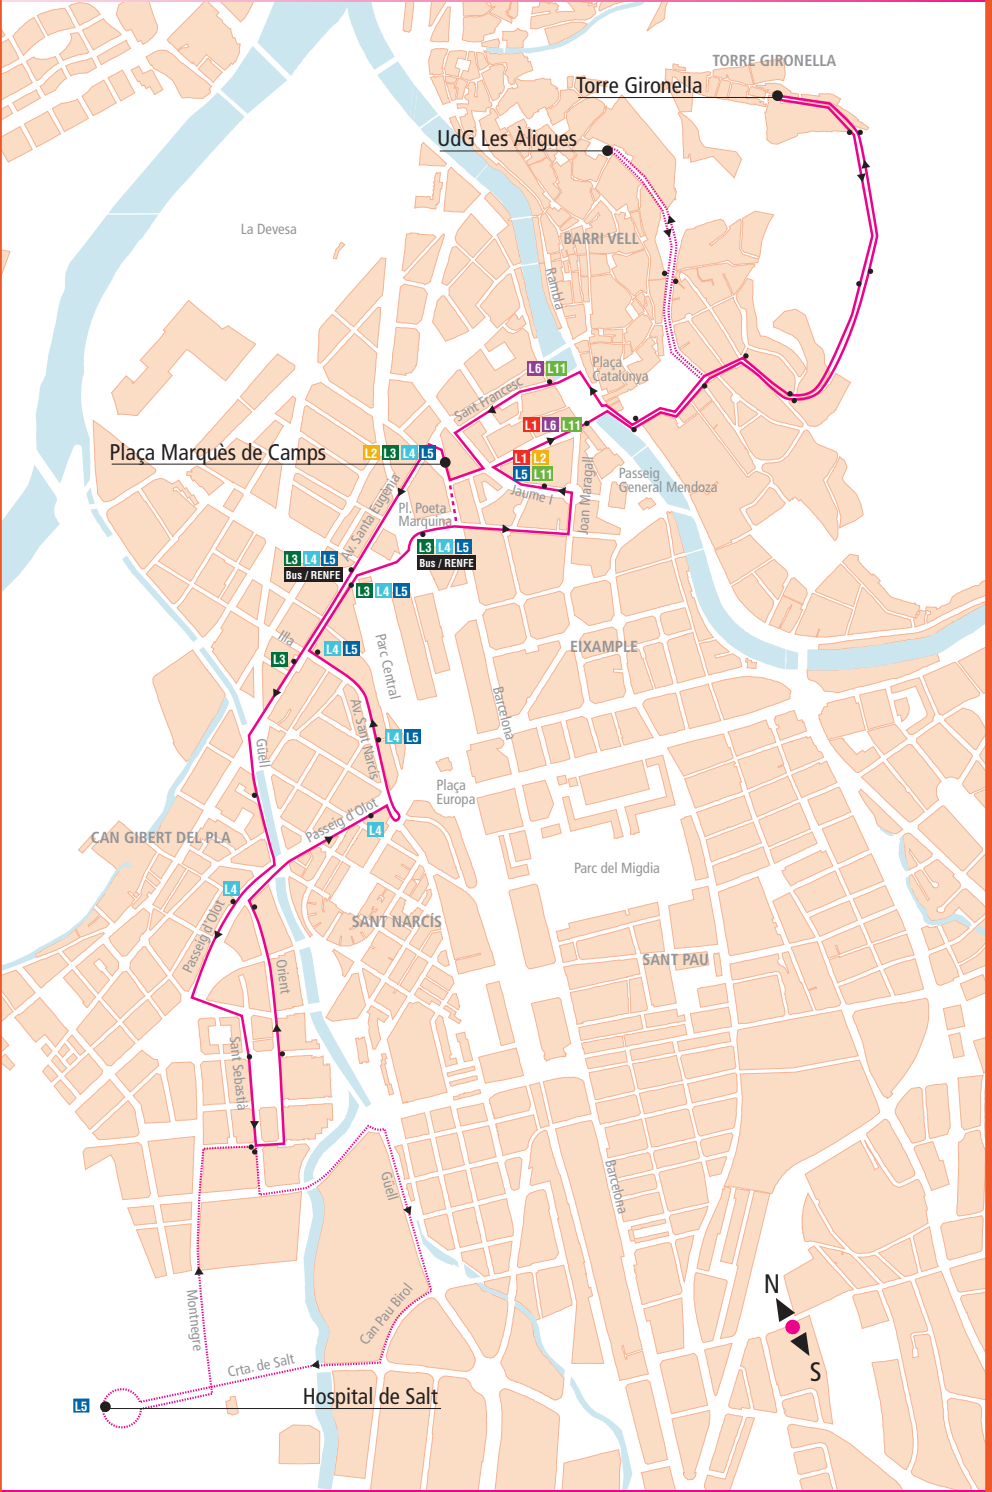 TORRE GIRONELLA
Torre Gironella
UdG Les Àligues
La Devesa
BARRI VELL
Rambla
Plaça
Catalunya
L6 L11
Sant Francesc
L1 L6 L11
Plaça Marquès de Camps
L2 L3 L4 L5
L1 L2
L5 L11
Jaume I
Joan Maragall
Passeig
General Mendoza
Av. Santa Eugènia
Pl. Poeta
Marquina
L3 L4 L5
Bus / RENFE
L3 L4 L5
Bus / RENFE
L3 L4 L5
Illa
L4 L5
L3
Parc Central
EIXAMPLE
Barcelona
Av. Sant Narcís
L4 L5
Güell
Plaça
Europa
Passeig d'Olot
L4
CAN GIBERT DEL PLA
Parc del Migdia
L4
Passeig d'Olot
SANT NARCÍS
SANT PAU
Orient
Sant Sebastià
Güell
Barcelona
Montnegre
Can Pau Birol
N
S
Crta. de Salt
Hospital de Salt
L5